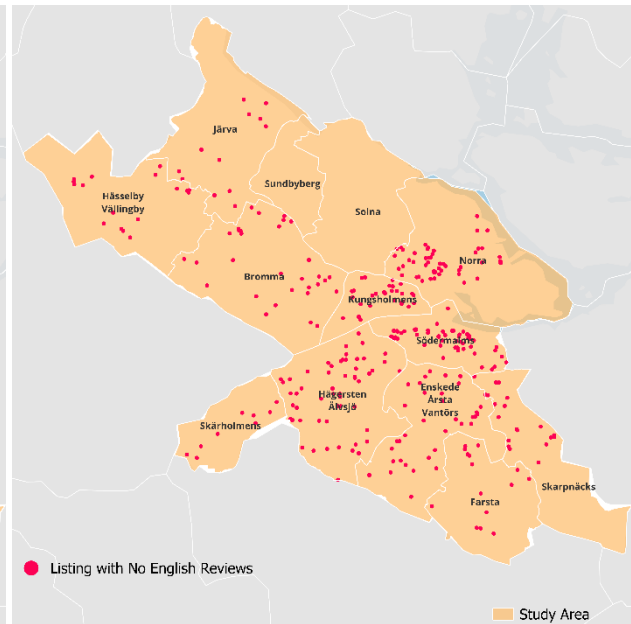 Järva
Sundbyberg
Hässelby
Vällingby
Solna
Norra
Bromma
Kungsholmens
Södermalms
Hägersten
Älvsjö
Enskede
Årsta
Vantörs
Skärholmens
Skarpnäcks
Farsta
Listing with No English Reviews
Study Area